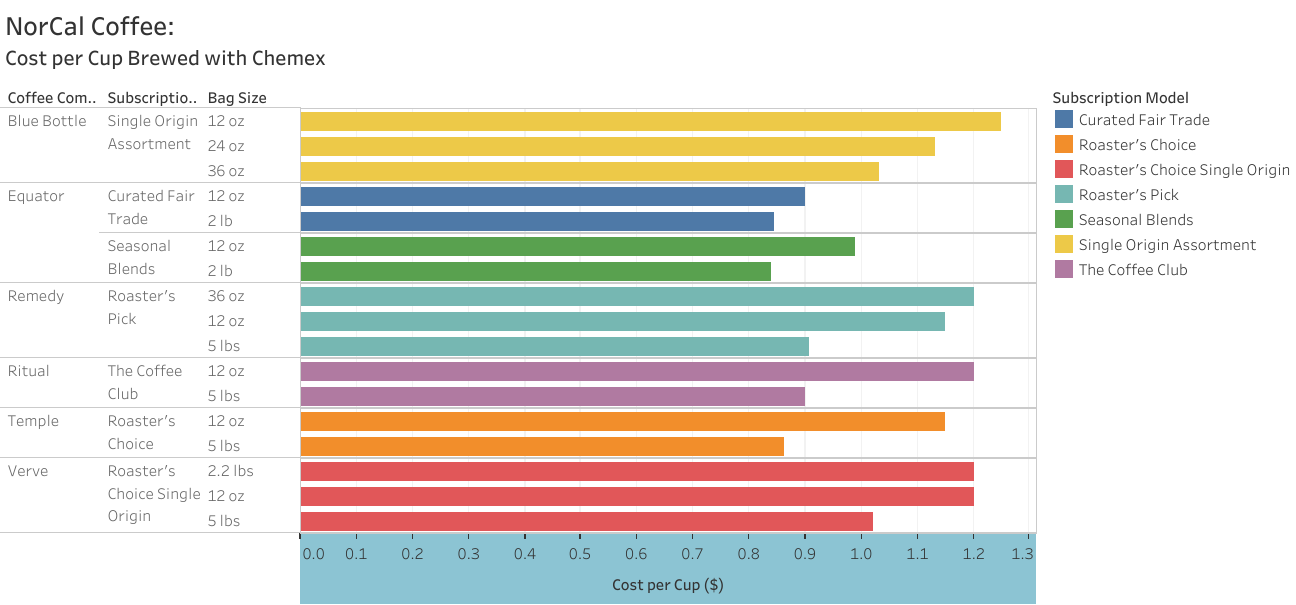 NorCal Coffee:
Cost per Cup Brewed with Chemex
Coffee Com.. Subscriptio.. Bag Size
Blue Bottle Single Origin 12 oz
Assortment 24 oz
36 oz
Equator Curated Fair 12 oz
Trade 2 lb
Seasonal 12 oz
Blends 2 lb
Remedy Roaster's 36 oz
Pick 12 oz
5 lbs
Ritual The Coffee 12 oz
Club 5 lbs
Temple Roaster's 12 oz
Choice 5 lbs
Verve Roaster's 2.2 lbs
Choice Single 12 oz
Origin 5 lbs
0.0 0.1 0.2 0.3 0.4 0.5 0.6 0.7 0.8 0.9 1.0 1.1 1.2 1.3
Cost per Cup ($)
Subscription Model
Curated Fair Trade
Roaster's Choice
Roaster's Choice Single Origin
Roaster's Pick
Seasonal Blends
Single Origin Assortment
The Coffee Club